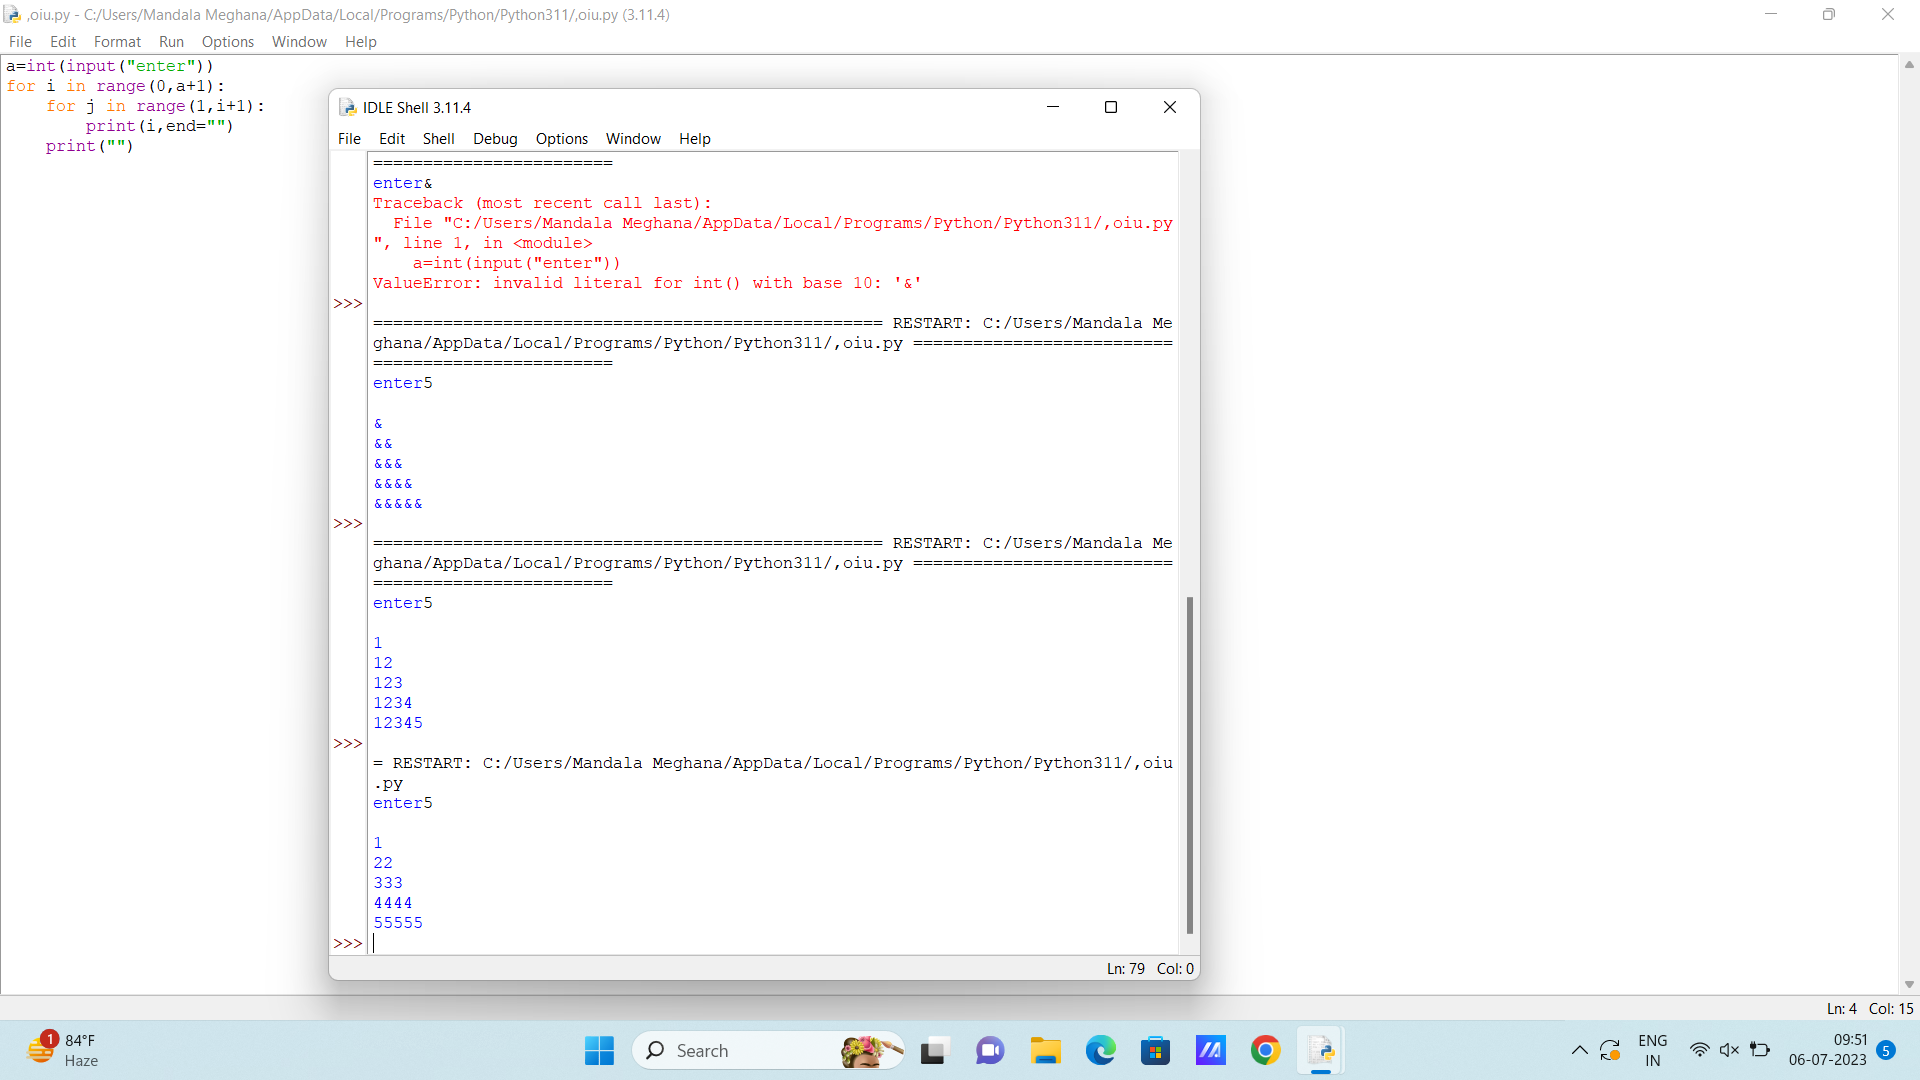 ,oiu.py - C:/Users/Mandala Meghana/AppData/Local/Programs/Python/Python311/,oiu.py (3.11.4)
File Edit Format Run Options Window Help
a=int(input("enter"))
for i in range(0,a+1):
    for j in range(1,i+1):
        print(i,end="")
    print("")
IDLE Shell 3.11.4
File Edit Shell Debug Options Window Help
========================
enter&
Traceback (most recent call last):
  File "C:/Users/Mandala Meghana/AppData/Local/Programs/Python/Python311/,oiu.py
", line 1, in <module>
    a=int(input("enter"))
ValueError: invalid literal for int() with base 10: '&'
>>>
=================================================== RESTART: C:/Users/Mandala Me
ghana/AppData/Local/Programs/Python/Python311/,oiu.py ==========================
========================
enter5
&
&&
&&&
&&&&
&&&&&
>>>
=================================================== RESTART: C:/Users/Mandala Me
ghana/AppData/Local/Programs/Python/Python311/,oiu.py ==========================
========================
enter5
1
12
123
1234
12345
>>>
= RESTART: C:/Users/Mandala Meghana/AppData/Local/Programs/Python/Python311/,oiu
.py
enter5
1
22
333
4444
55555
>>>
Ln: 79 Col: 0
Ln: 4 Col: 15
1
84°F
Haze
Search
ENG
IN
09:51
06-07-2023
5